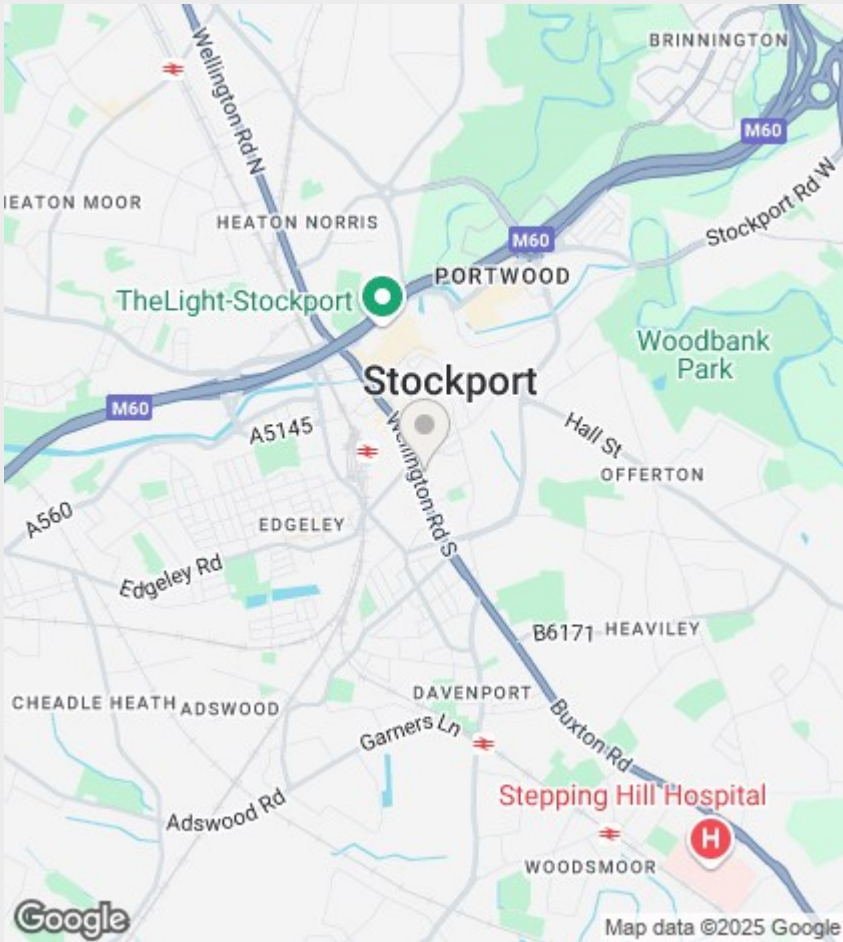 BRINNINGTON
Wellington Rd N
M60
HEATON MOOR
Stockport Rd W
HEATON NORRIS
M60
PORTWOOD
TheLight-Stockport
Woodbank
Park
Stockport
M60
A5145
Wellington Rd S
Hall St
OFFERTON
A560
EDGELEY
Edgeley Rd
B6171
HEAVILEY
CHEADLE HEATH
ADSWOOD
DAVENPORT
Garners Ln
Buxton Rd
Stepping Hill Hospital
Adswood Rd
H
WOODSMOOR
Google
Map data ©2025 Google